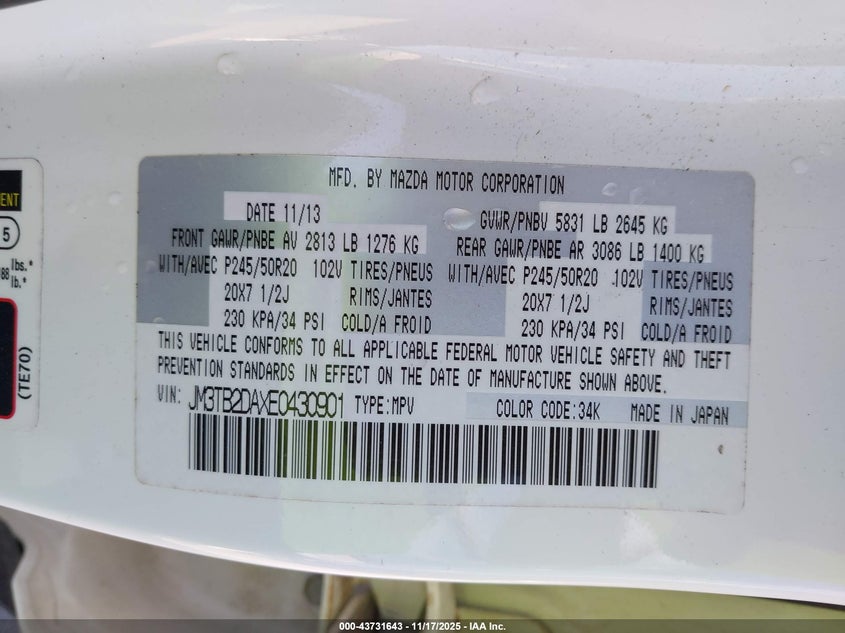 MFD. BY MAZDA MOTOR CORPORATION
DATE 11/13 GVWR/PNBV 5831 LB 2645 KG
FRONT GAWR/PNBE AV 2813 LB 1276 KG REAR GAWR/PNBE AR 3086 LB 1400 KG
WITH/AVEC P245/50R20 102V TIRES/PNEUS WITH/AVEC P245/50R20 102V TIRES/PNEUS
20X7 1/2J RIMS/JANTES 20X7 1/2J RIMS/JANTES
230 KPA/34 PSI COLD/A FROID 230 KPA/34 PSI COLD/A FROID
THIS VEHICLE CONFORMS TO ALL APPLICABLE FEDERAL MOTOR VEHICLE SAFETY AND THEFT
PREVENTION STANDARDS IN EFFECT ON THE DATE OF MANUFACTURE SHOWN ABOVE.
VIN: JM3TB2DAXE0430901 TYPE:MPV COLOR CODE:34K MADE IN JAPAN
5
lbs.*
lb.*
(TE70)
000-43731643 - 11/17/2025 - IAA Inc.